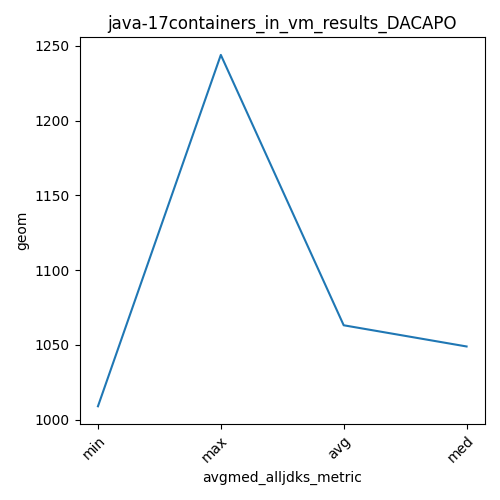 java-17containers_in_vm_results_DACAPO
1250
1200
1150
1100
1050
1000
geom
min
max
avg
med
avgmed_alljdks_metric